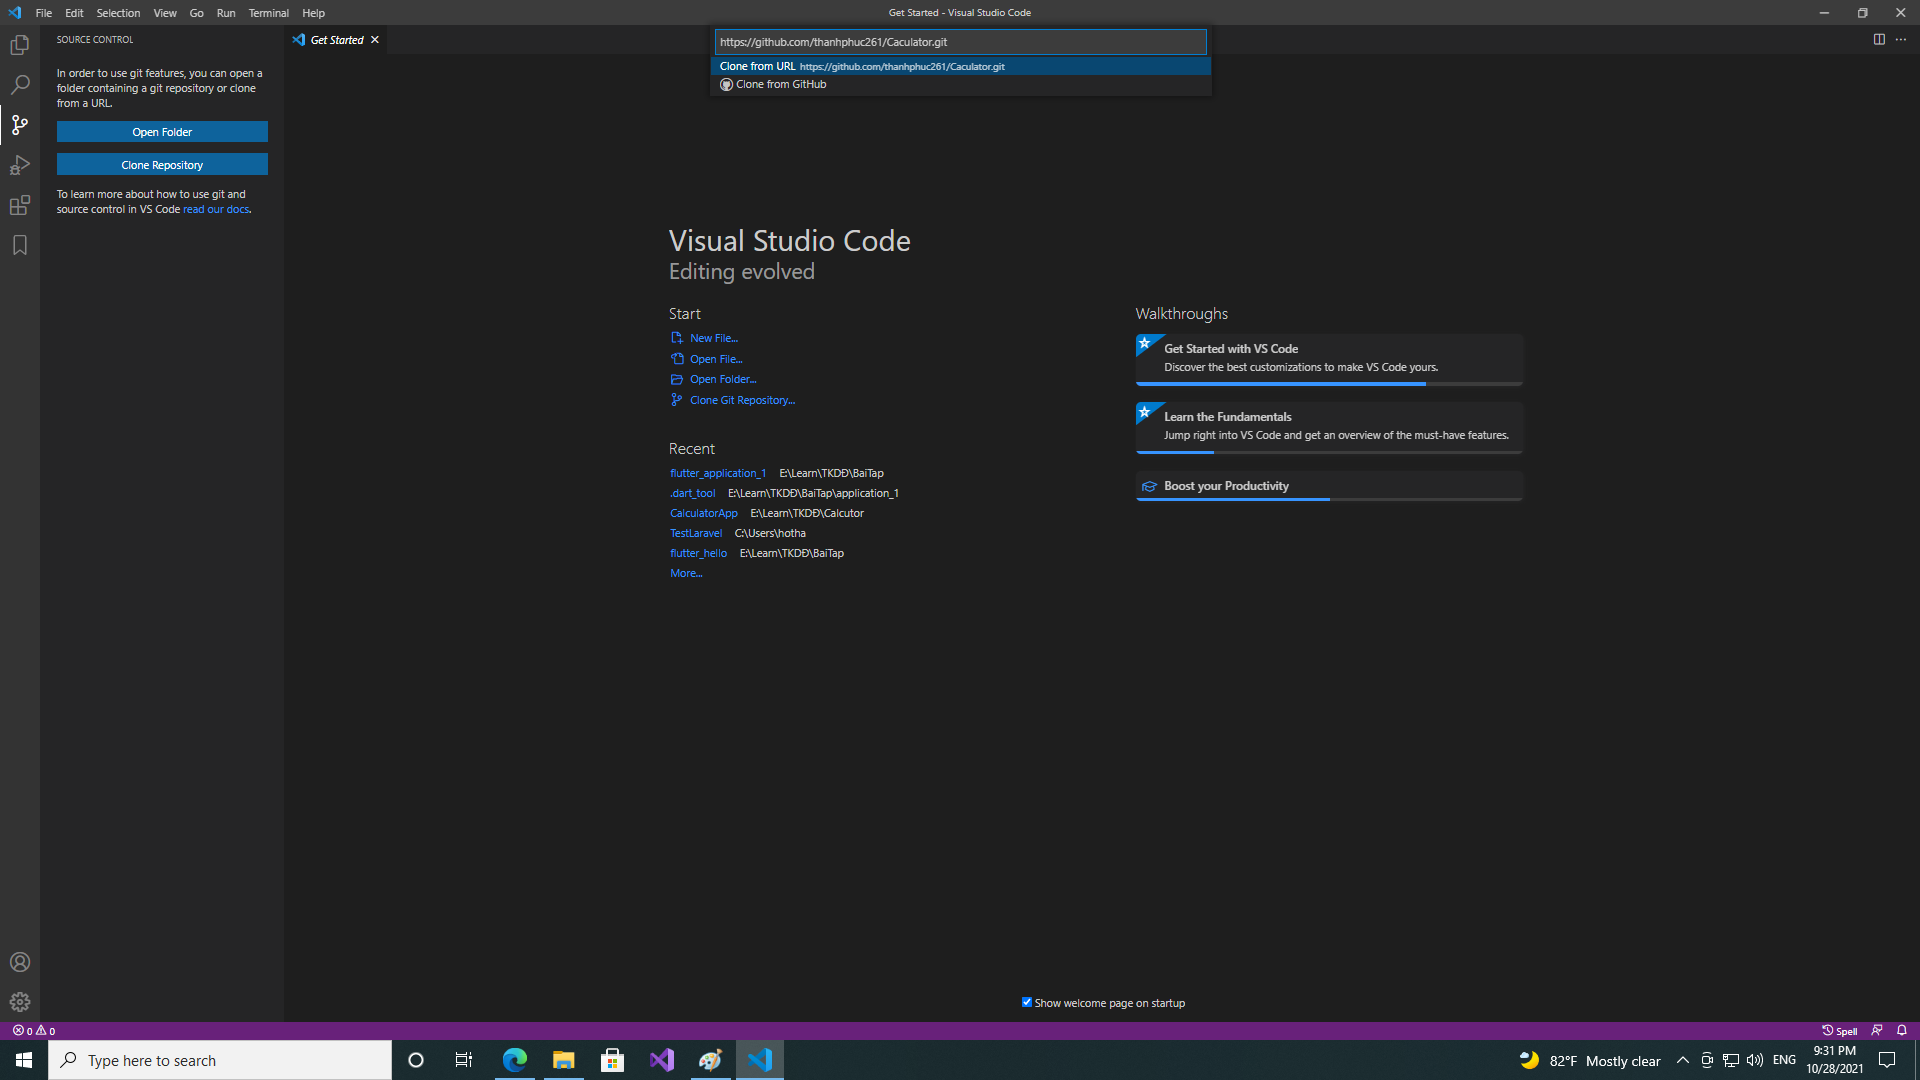 File Edit Selection View Go Run Terminal Help
Get Started - Visual Studio Code
SOURCE CONTROL
Get Started
https://github.com/thanhphuc261/Caculator.git
Clone from URL https://github.com/thanhphuc261/Caculator.git
Clone from GitHub
In order to use git features, you can open a
folder containing a git repository or clone
from a URL.
Open Folder
Clone Repository
To learn more about how to use git and
source control in VS Code read our docs.
Visual Studio Code
Editing evolved
Start
New File...
Open File...
Open Folder...
Clone Git Repository...
Recent
flutter_application_1 E:\Learn\TKDĐ\BaiTap
.dart_tool E:\Learn\TKDĐ\BaiTap\application_1
CalculatorApp E:\Learn\TKDĐ\Calcutor
TestLaravel C:\Users\hotha
flutter_hello E:\Learn\TKDĐ\BaiTap
More...
Walkthroughs
Get Started with VS Code
Discover the best customizations to make VS Code yours.
Learn the Fundamentals
Jump right into VS Code and get an overview of the must-have features.
Boost your Productivity
Show welcome page on startup
0 0
Spell
Type here to search
82°F Mostly clear
ENG
9:31 PM
10/28/2021